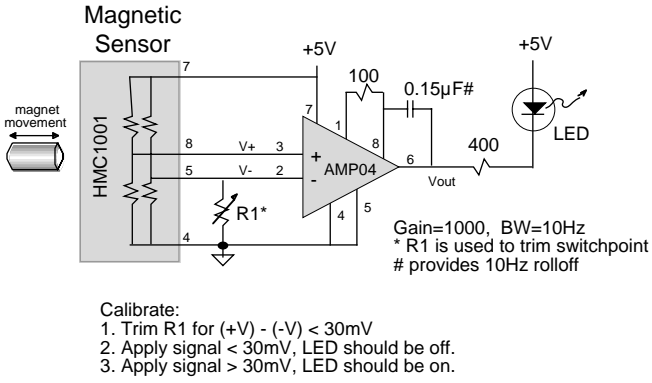 Magnetic
Sensor
magnet
movement
HMC1001
7
8
5
4
V+
V-
3
2
R1*
+5V
7
1
100
0.15µF#
8
+
-
AMP04
6
Vout
4
5
400
+5V
LED
Gain=1000, BW=10Hz
* R1 is used to trim switchpoint
# provides 10Hz rolloff
Calibrate:
1. Trim R1 for (+V) - (-V) < 30mV
2. Apply signal < 30mV, LED should be off.
3. Apply signal > 30mV, LED should be on.